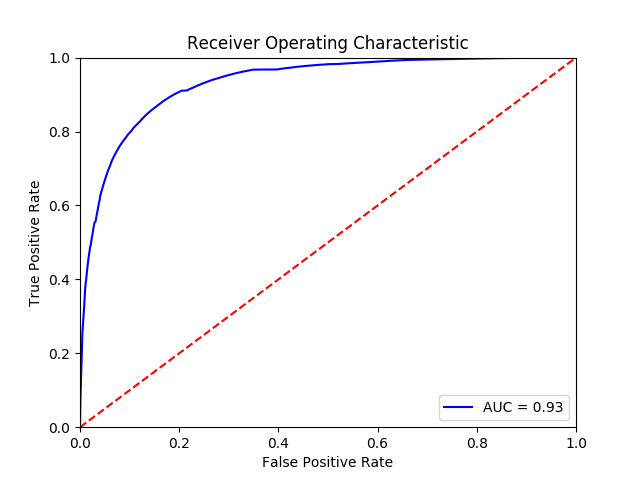 Receiver Operating Characteristic
1.0
0.8
0.6
0.4
0.2
0.0
True Positive Rate
AUC = 0.93
0.0 0.2 0.4 0.6 0.8 1.0
False Positive Rate